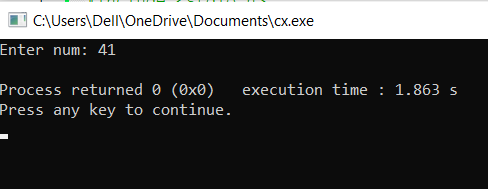 C:\Users\Dell\OneDrive\Documents\cx.exe
Enter num: 41
Process returned 0 (0x0)   execution time : 1.863 s
Press any key to continue.